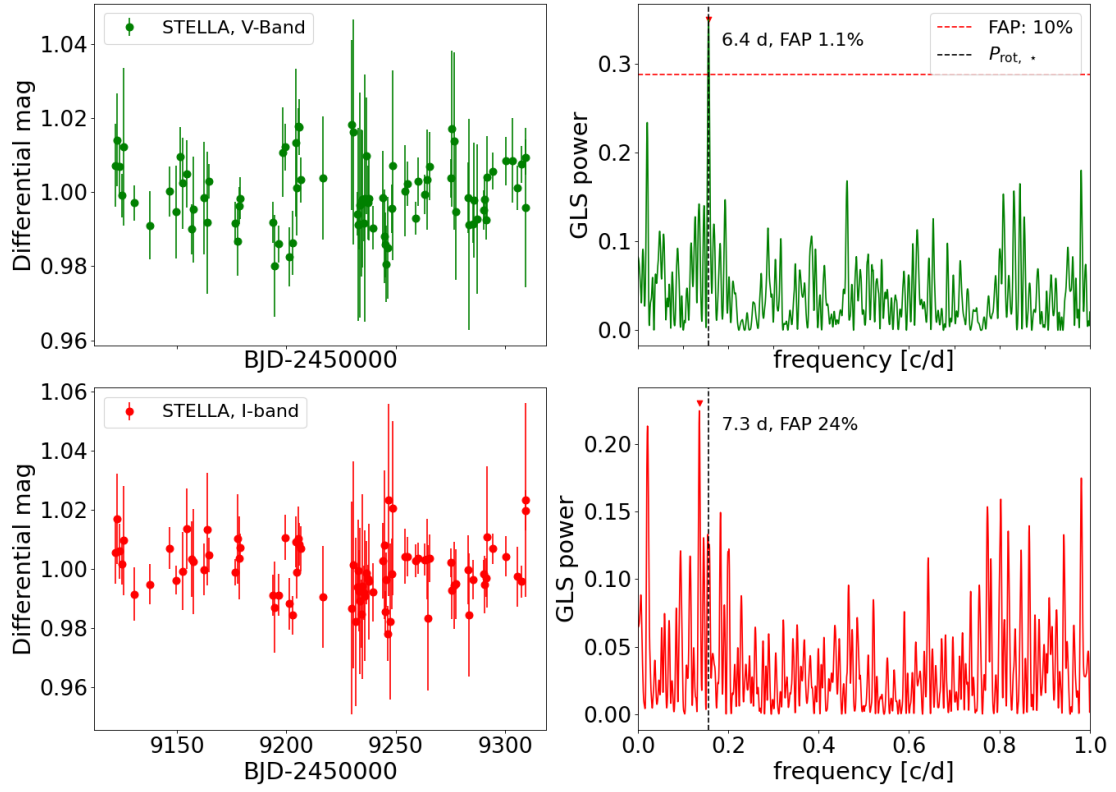 STELLA, V-Band
Differential mag
1.04
1.02
1.00
0.98
0.96
9150
9200
9250
9300
BJD-2450000
6.4 d, FAP 1.1%
FAP: 10%
P_rot, ⋆
GLS power
0.3
0.2
0.1
0.0
frequency [c/d]
STELLA, I-band
Differential mag
1.06
1.04
1.02
1.00
0.98
0.96
9150
9200
9250
9300
BJD-2450000
7.3 d, FAP 24%
GLS power
0.20
0.15
0.10
0.05
0.00
0.0
0.2
0.4
0.6
0.8
1.0
frequency [c/d]